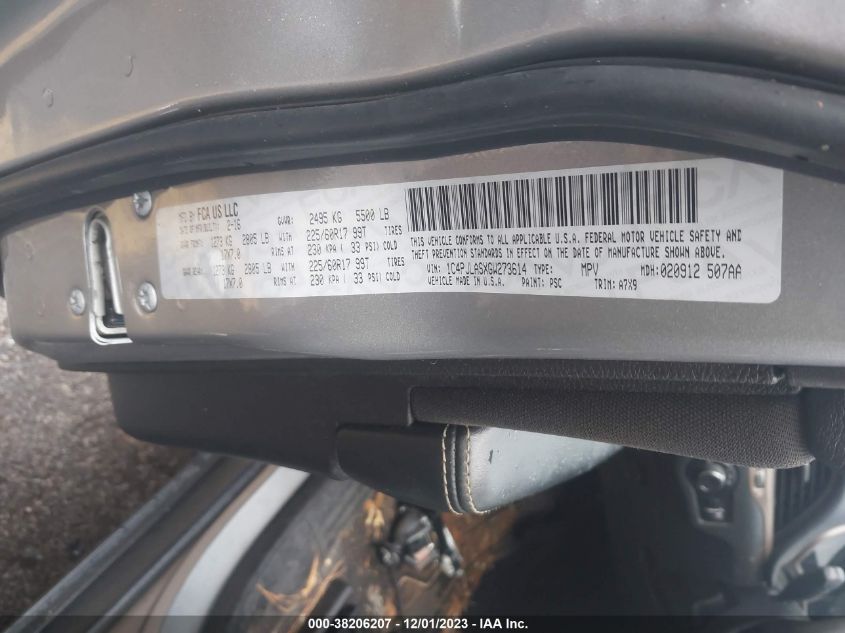 MFD BY FCA US LLC
DATE OF MFR 2-16 GVWR: 2495 KG 5500 LB
GAWR FRONT: 1273 KG 2805 LB WITH 225/60R17 99T TIRES
17X7.0 RIMS AT 230 KPA ( 33 PSI) COLD
GAWR REAR: 1273 KG 2805 LB WITH 225/60R17 99T TIRES
17X7.0 RIMS AT 230 KPA ( 33 PSI) COLD
THIS VEHICLE CONFORMS TO ALL APPLICABLE U.S.A. FEDERAL MOTOR VEHICLE SAFETY AND
THEFT PREVENTION STANDARDS IN EFFECT ON THE DATE OF MANUFACTURE SHOWN ABOVE.
VIN: 1C4PJLASXGW273614 TYPE: MPV MDH: 020912 507AA
VEHICLE MADE IN U.S.A. PAINT: PSC TRIM: A7X9
000-38206207 - 12/01/2023 - IAA Inc.